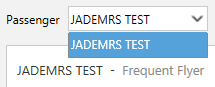 Passenger JADEMRS TEST
JADEMRS TEST
JADEMRS TEST - Frequent Flyer